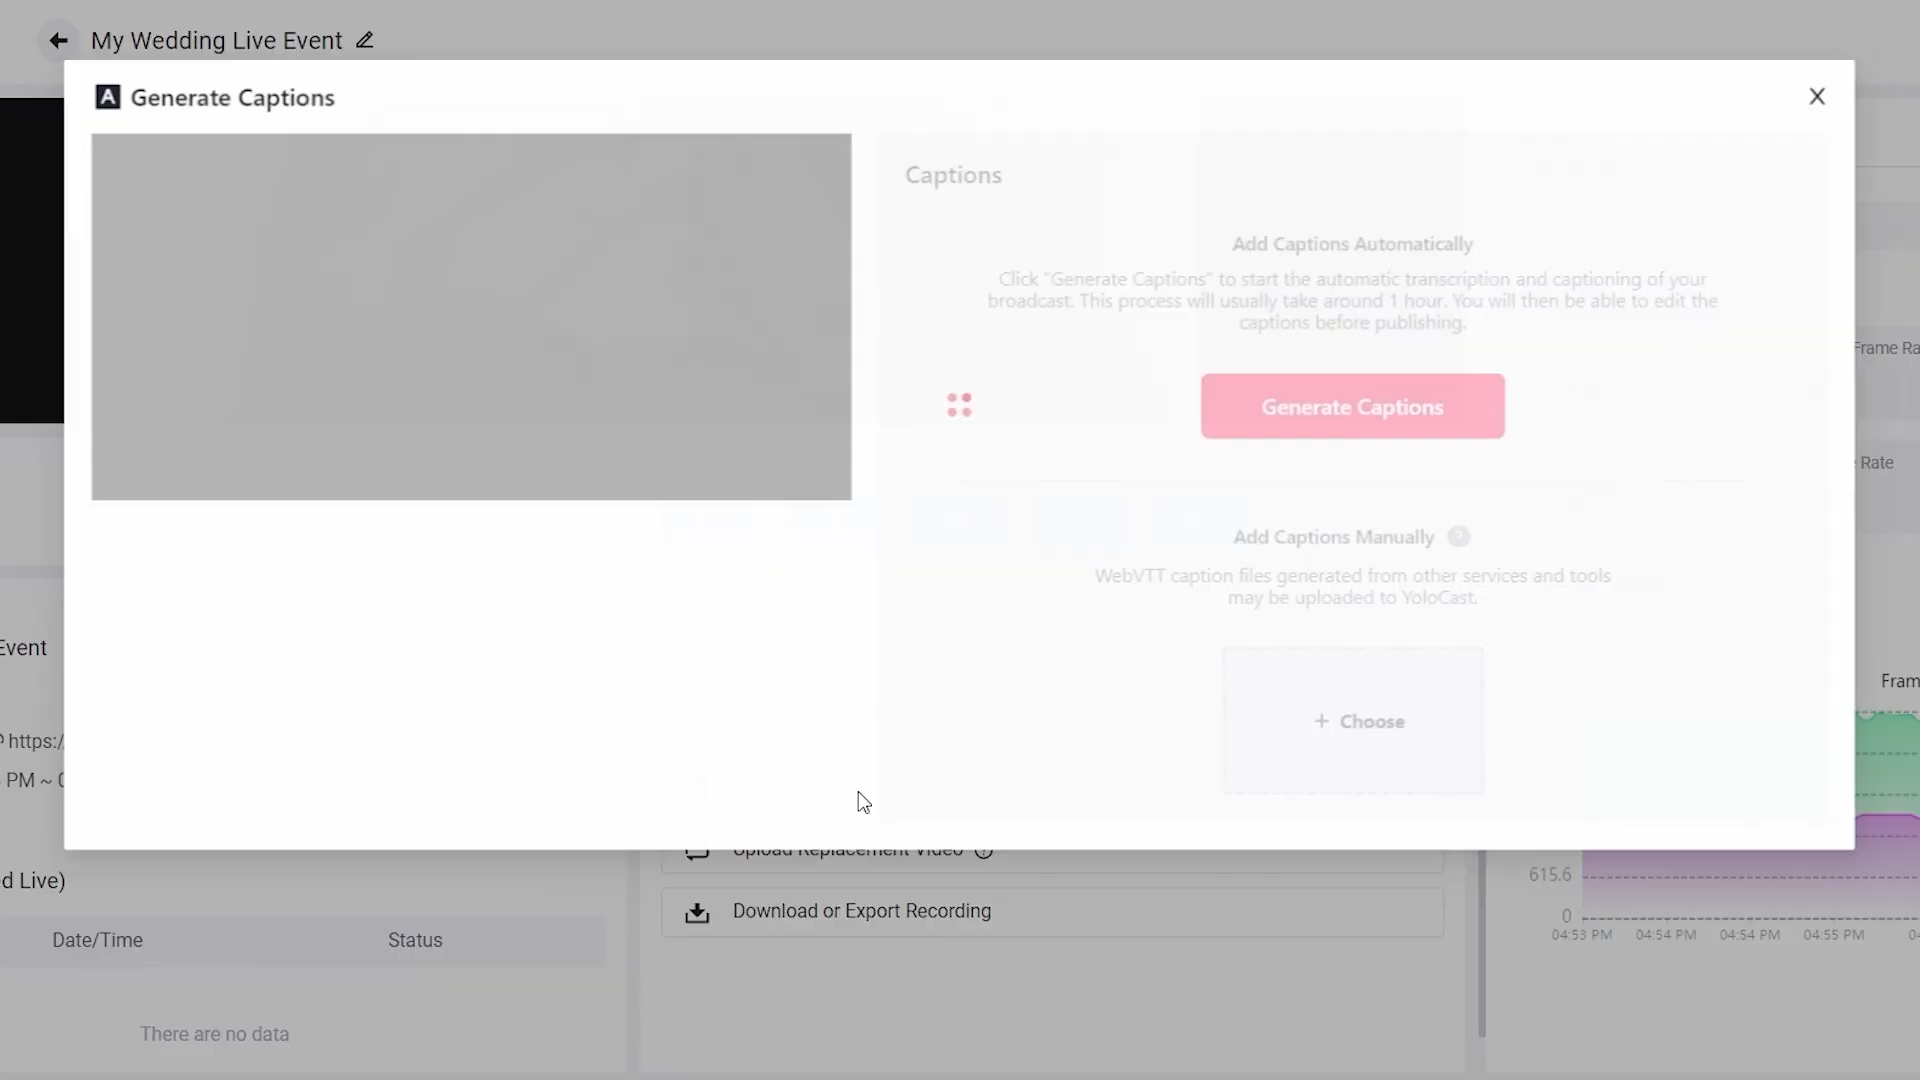 My Wedding Live Event
A Generate Captions
X
Captions
Add Captions Automatically
Click "Generate Captions" to start the automatic transcription and captioning of your
broadcast. This process will usually take around 1 hour. You will then be able to edit the
captions before publishing.
Generate Captions
Add Captions Manually ?
WebVTT caption files generated from other services and tools
may be uploaded to YoloCast.
+ Choose
Frame Ra
Rate
Event
https:/
PM ~
d Live)
Date/Time Status
There are no data
Upload Replacement Video
Download or Export Recording
Fram
615.6
0
04:53 PM 04:54 PM 04:54 PM 04:55 PM 04